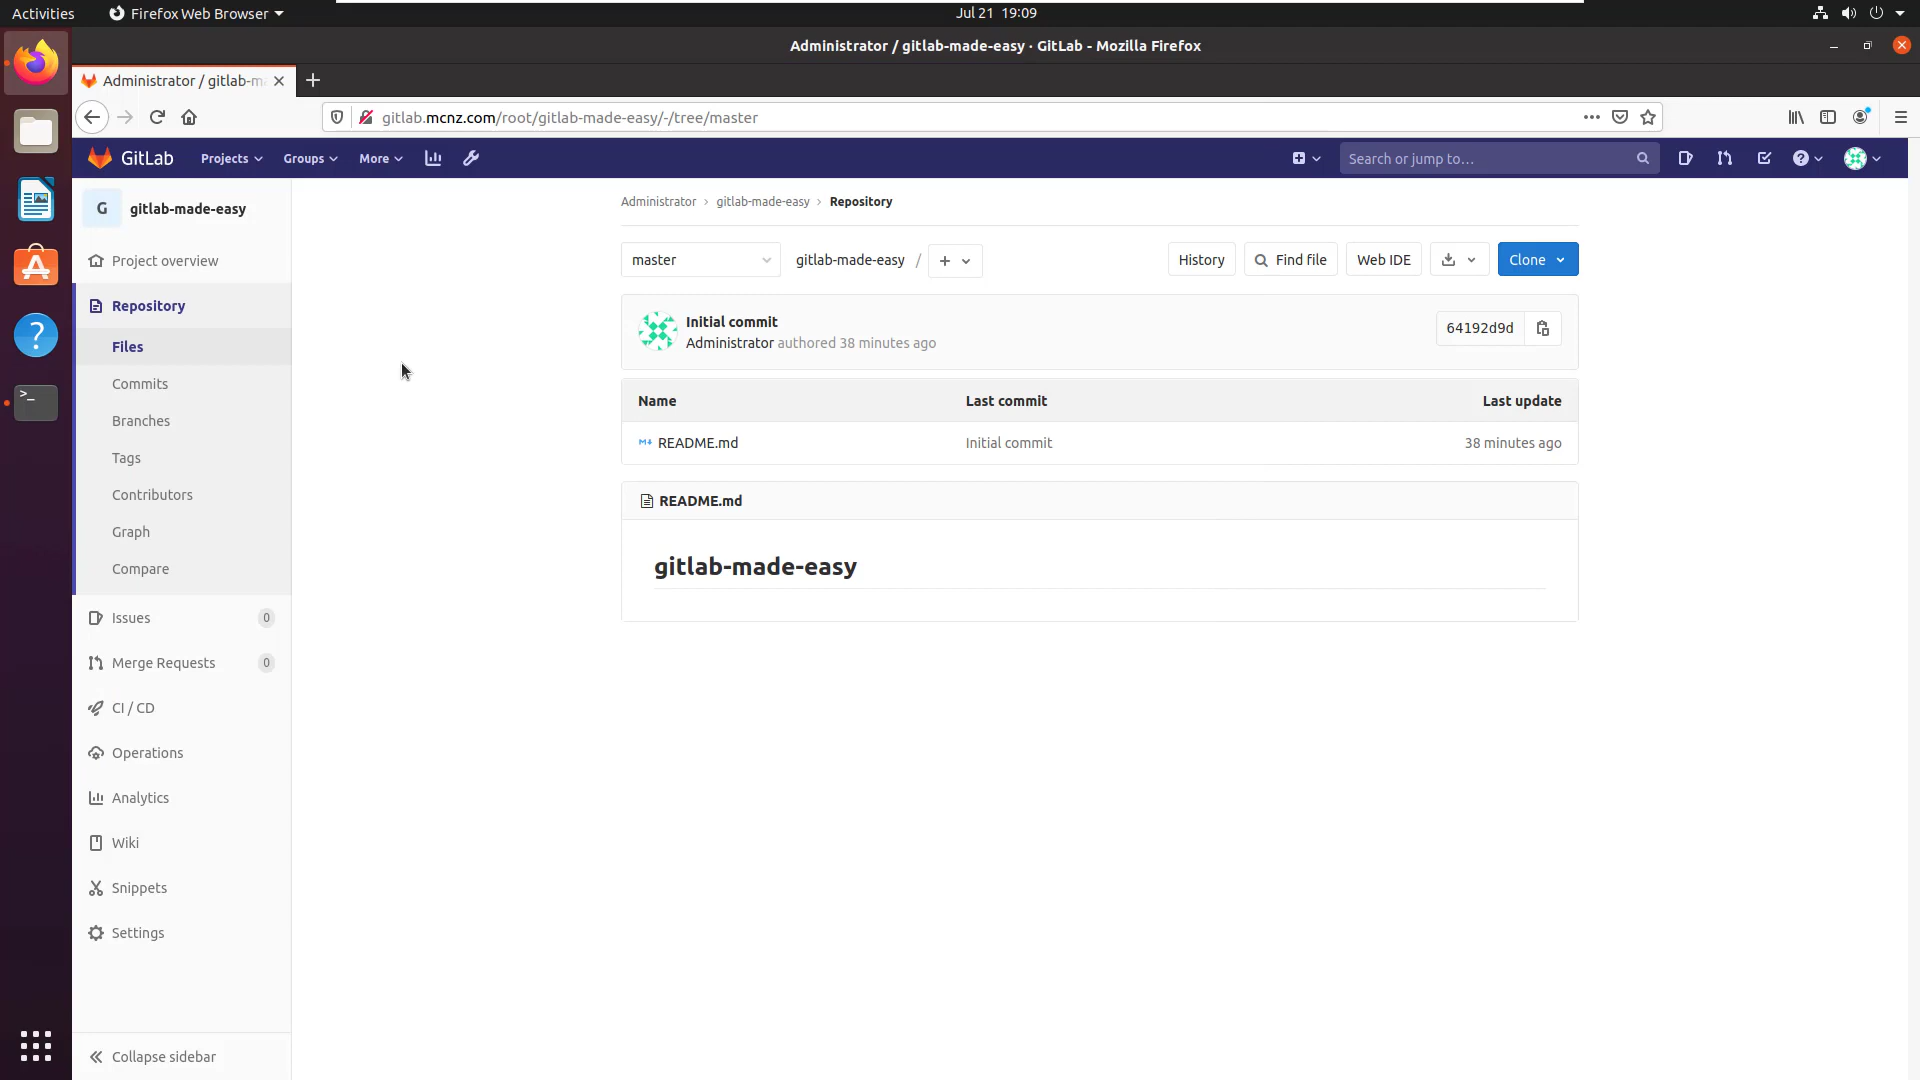 Activities
Firefox Web Browser
Jul 21 19:09
Administrator / gitlab-made-easy · GitLab - Mozilla Firefox
Administrator / gitlab-m
gitlab.mcnz.com/root/gitlab-made-easy/-/tree/master
GitLab
Projects
Groups
More
Search or jump to…
G
gitlab-made-easy
Project overview
Repository
Files
Commits
Branches
Tags
Contributors
Graph
Compare
Issues 0
Merge Requests 0
CI / CD
Operations
Analytics
Wiki
Snippets
Settings
Collapse sidebar
Administrator › gitlab-made-easy › Repository
master
gitlab-made-easy /
History
Find file
Web IDE
Clone
Initial commit
Administrator authored 38 minutes ago
64192d9d
Name Last commit Last update
README.md Initial commit 38 minutes ago
README.md
gitlab-made-easy